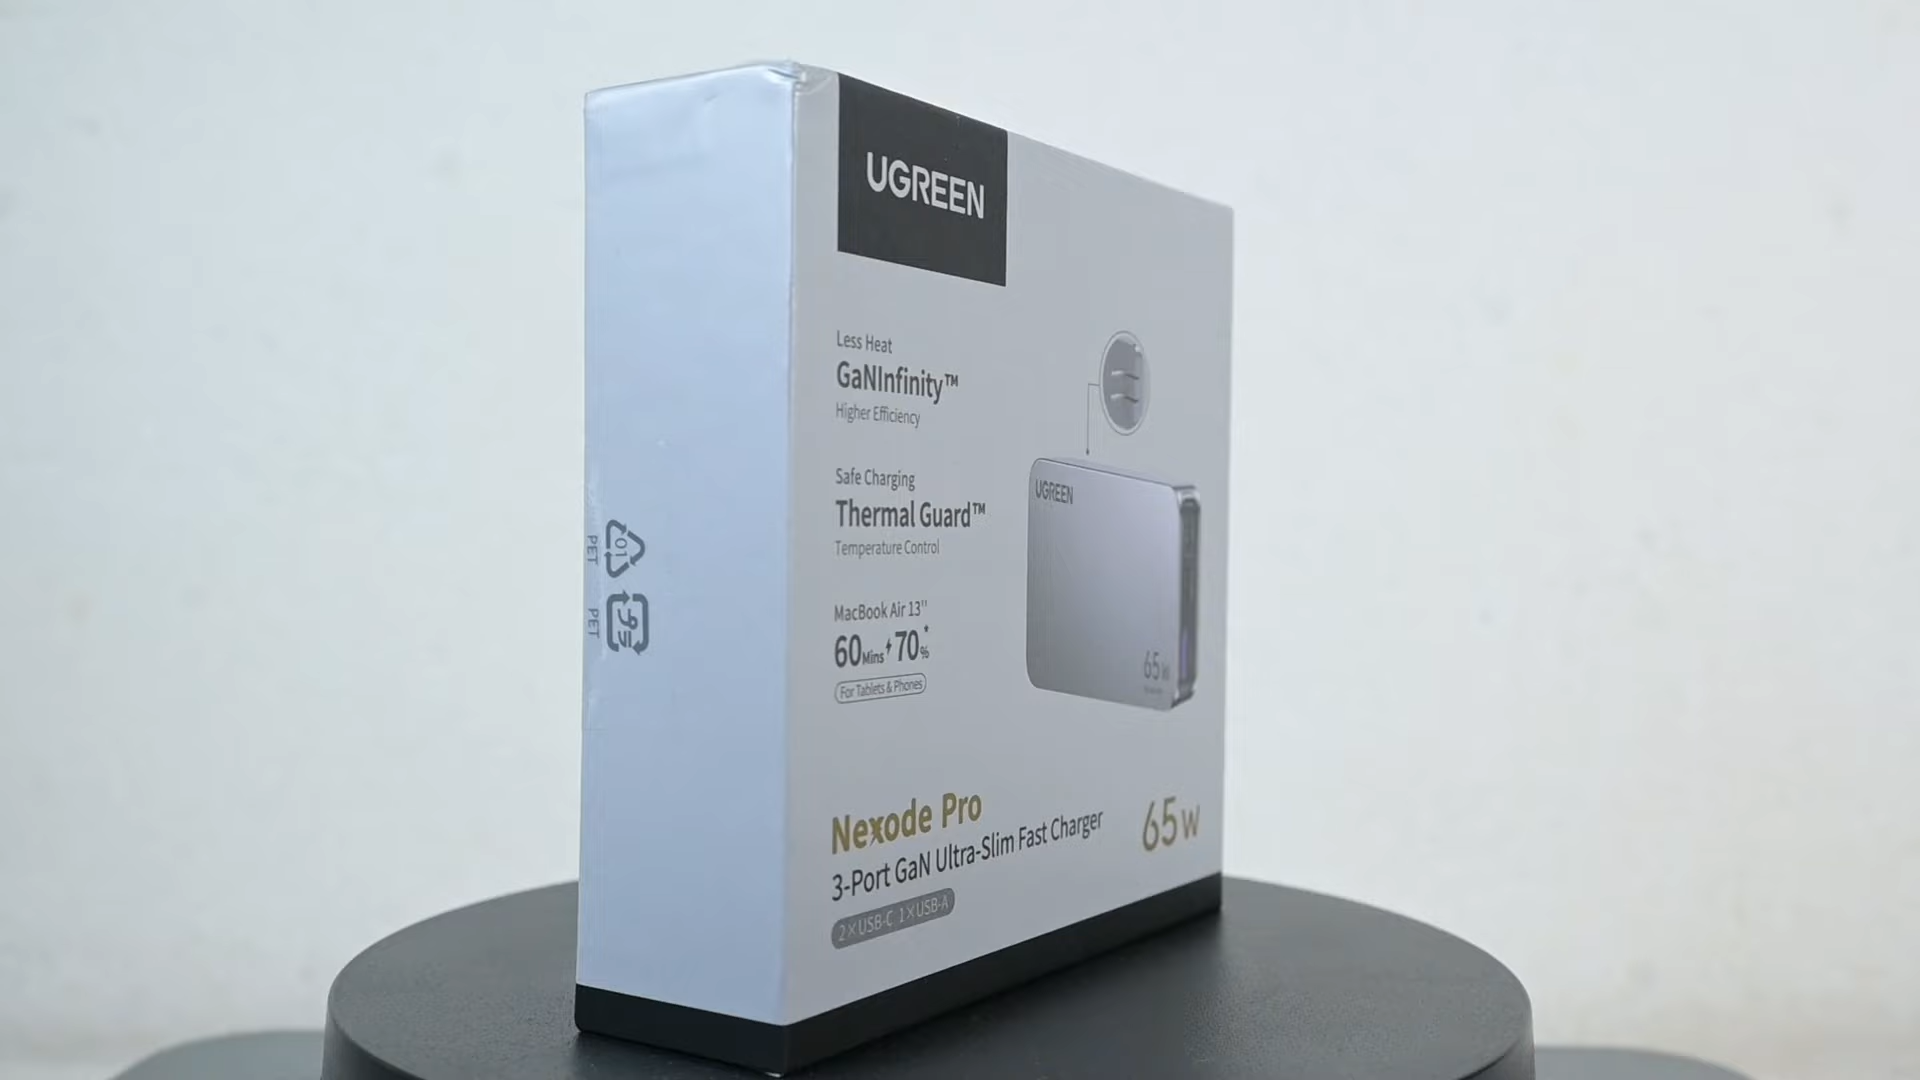 UGREEN
Less Heat
GaNInfinity™
Higher Efficiency
Safe Charging
Thermal Guard™
Temperature Control
MacBook Air 13''
60Mins 70%*
For Tablets & Phones
UGREEN
65W
Nexode Pro
65W
3-Port GaN Ultra-Slim Fast Charger
2×USB-C 1×USB-A
01
PET
PET